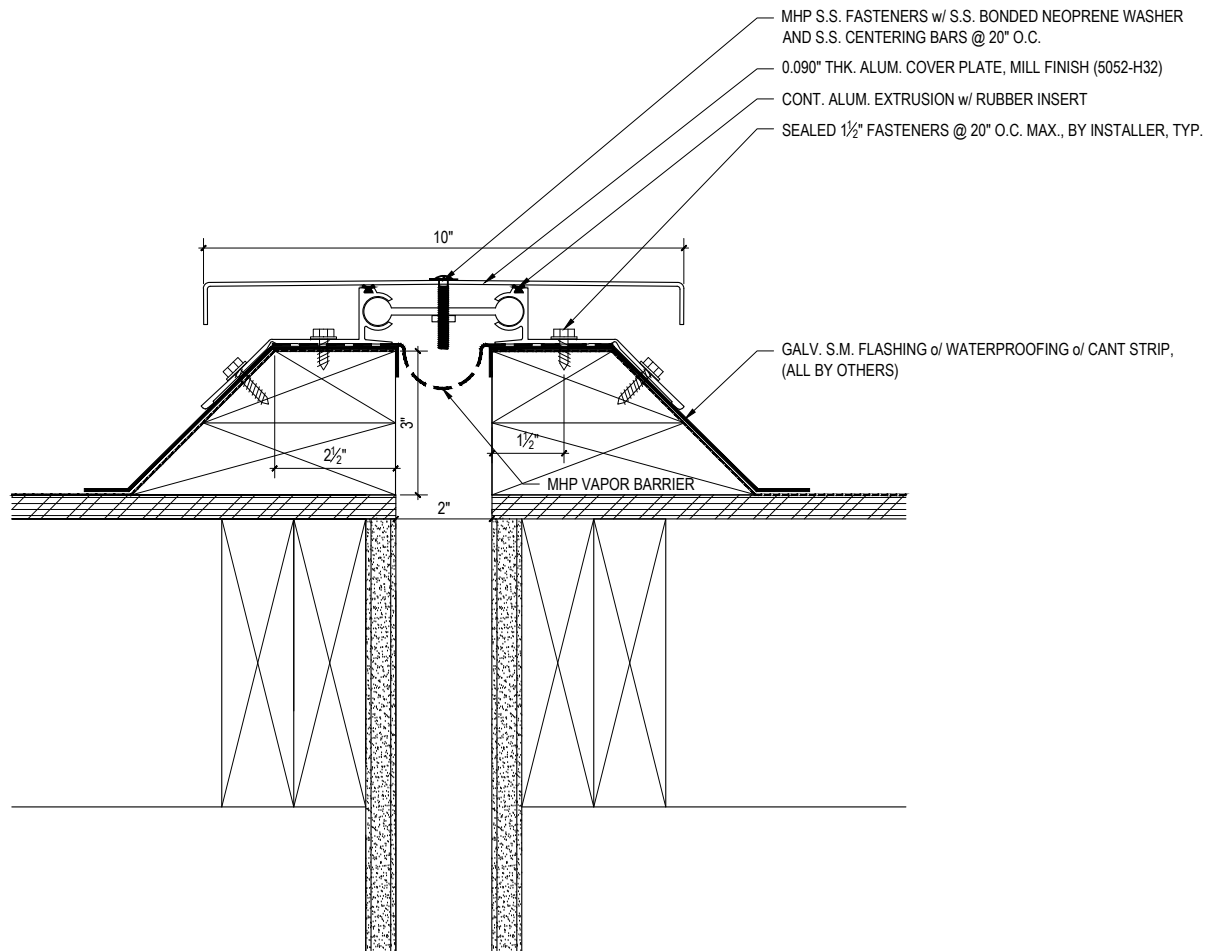 MHP S.S. FASTENERS w/ S.S. BONDED NEOPRENE WASHER
AND S.S. CENTERING BARS @ 20" O.C.
0.090" THK. ALUM. COVER PLATE, MILL FINISH (5052-H32)
CONT. ALUM. EXTRUSION w/ RUBBER INSERT
SEALED 1½" FASTENERS @ 20" O.C. MAX., BY INSTALLER, TYP.
10"
GALV. S.M. FLASHING o/ WATERPROOFING o/ CANT STRIP,
(ALL BY OTHERS)
3"
1½"
2½"
MHP VAPOR BARRIER
2"